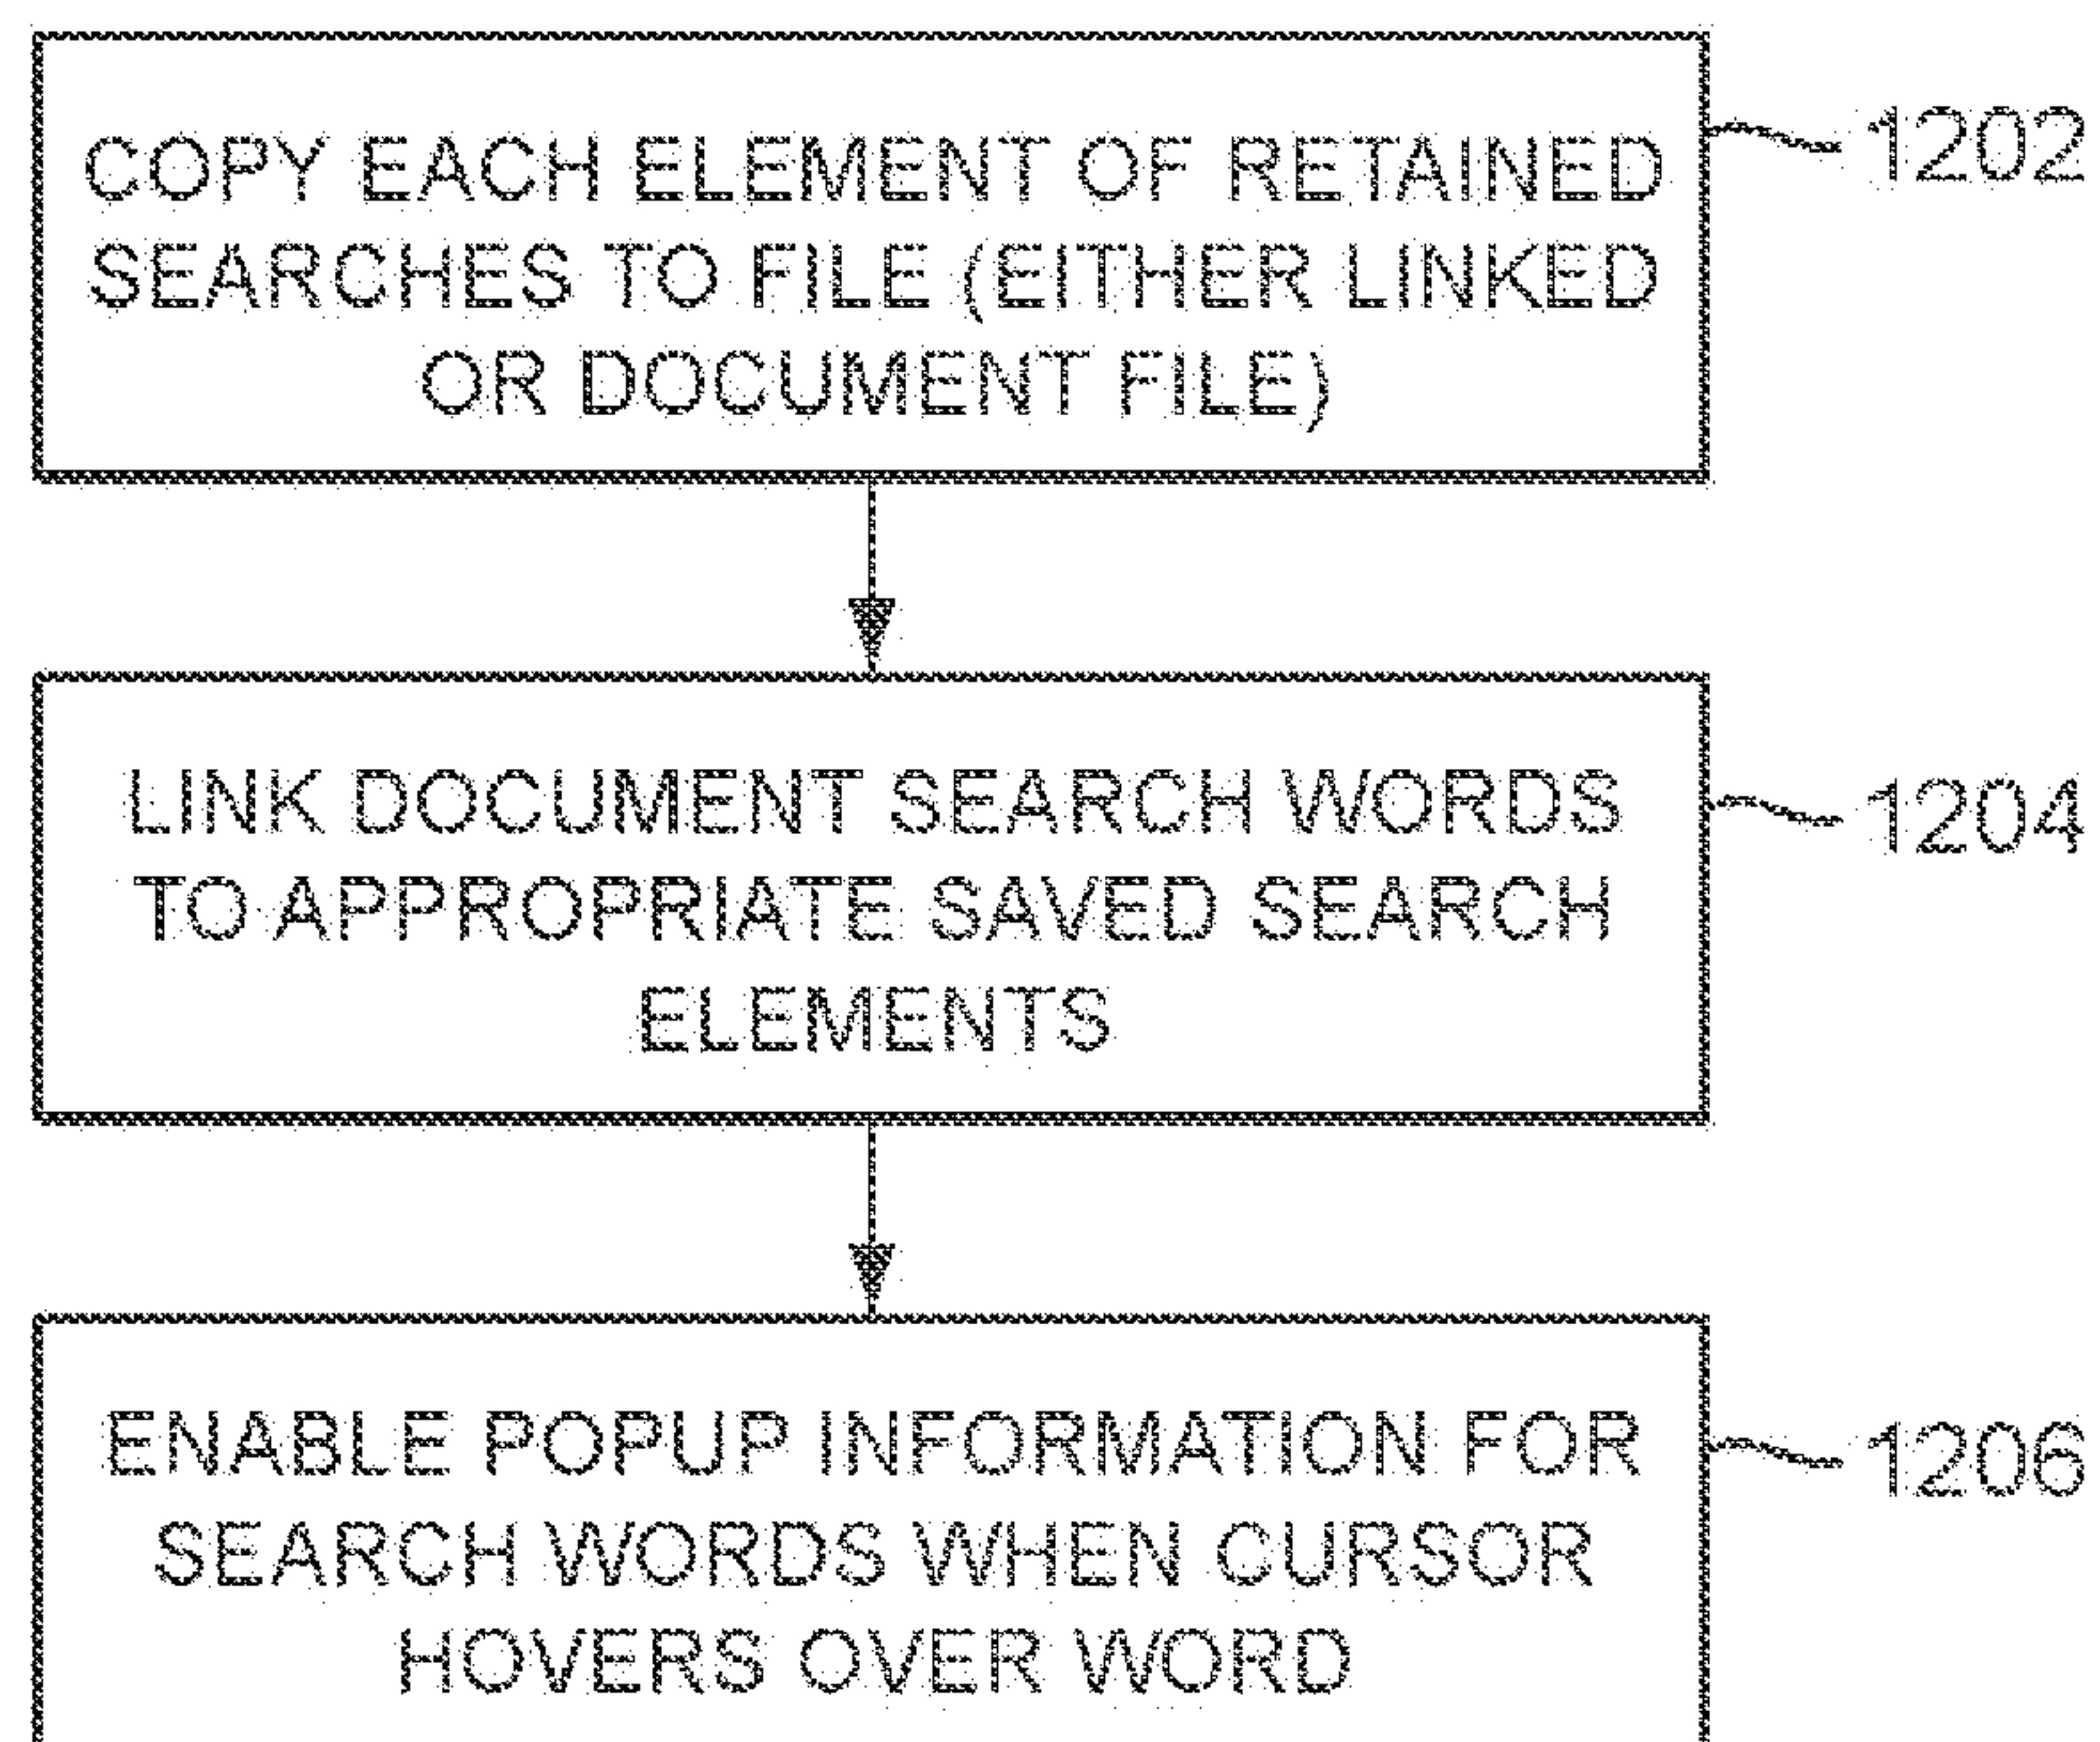 COPY EACH ELEMENT OF RETAINED
SEARCHES TO FILE (EITHER LINKED
OR DOCUMENT FILE)
1202
LINK DOCUMENT SEARCH WORDS
TO APPROPRIATE SAVED SEARCH
ELEMENTS
1204
ENABLE POPUP INFORMATION FOR
SEARCH WORDS WHEN CURSOR
HOVERS OVER WORD
1206